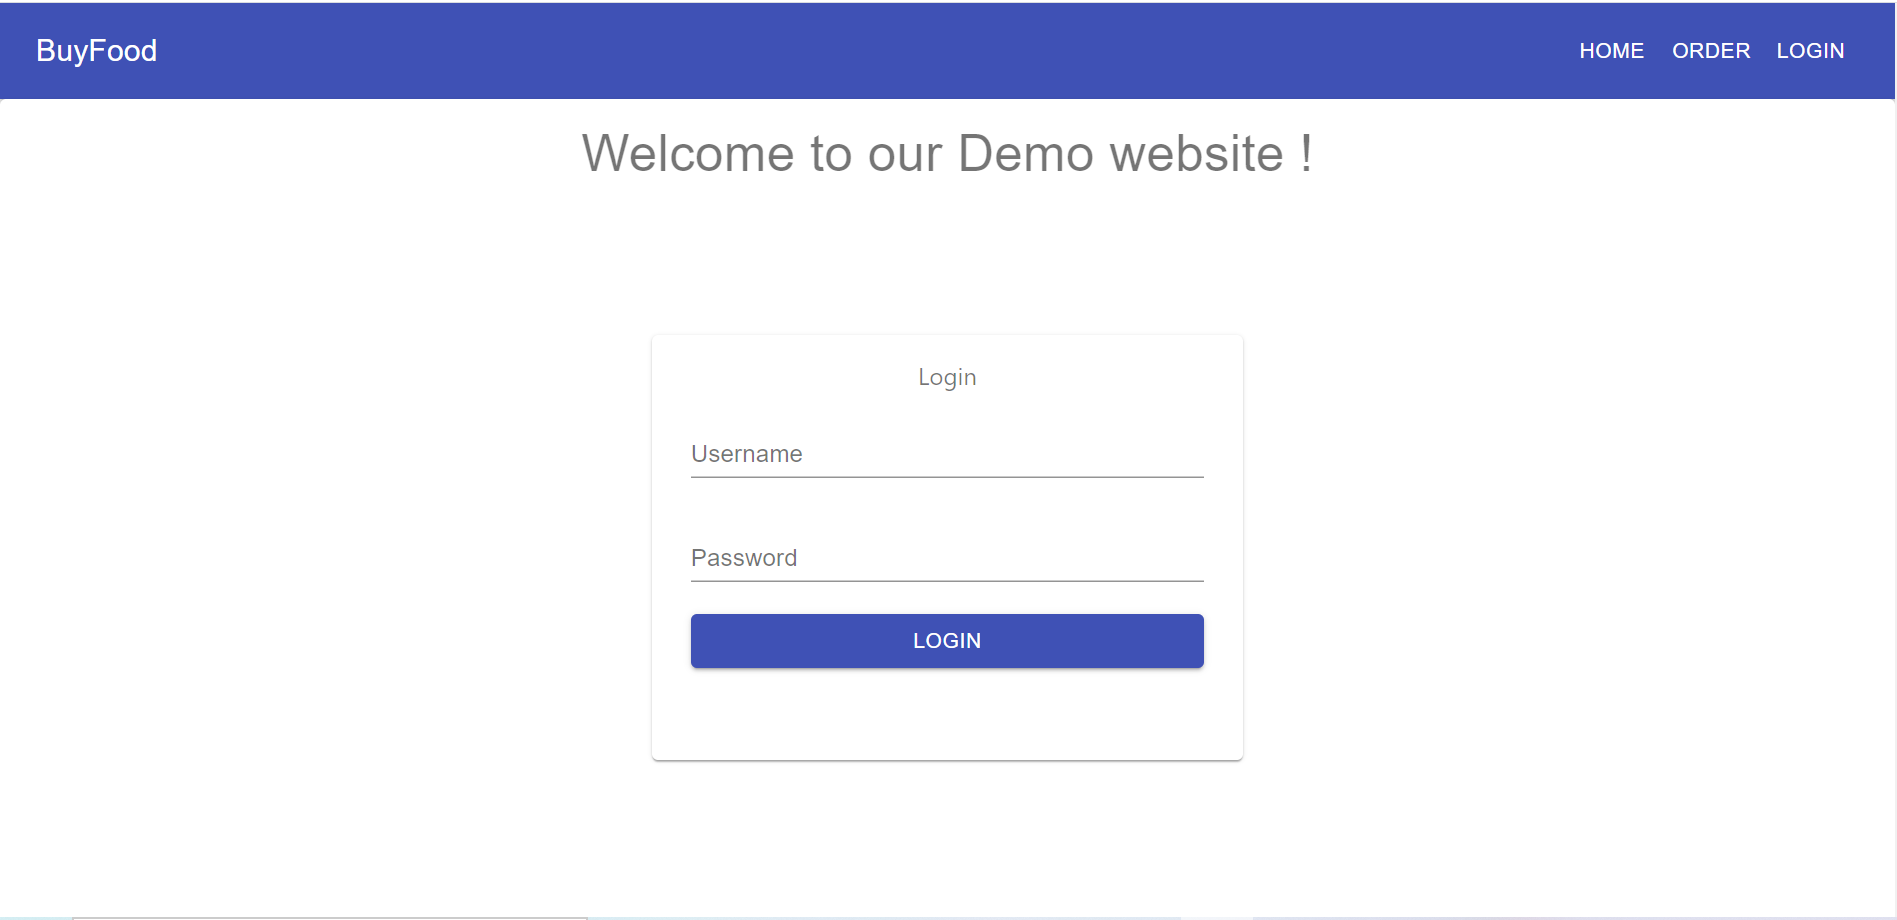 BuyFood
HOME ORDER LOGIN
Welcome to our Demo website !
Login
Username
Password
LOGIN